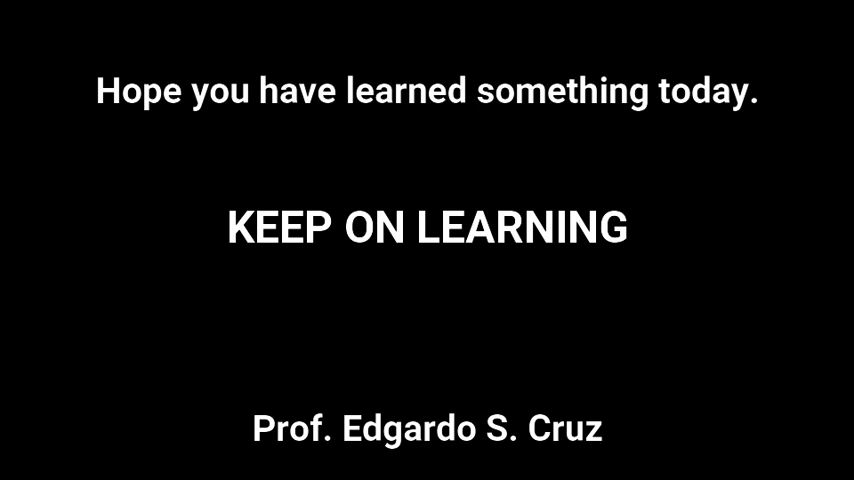 Hope you have learned something today.
KEEP ON LEARNING
Prof. Edgardo S. Cruz